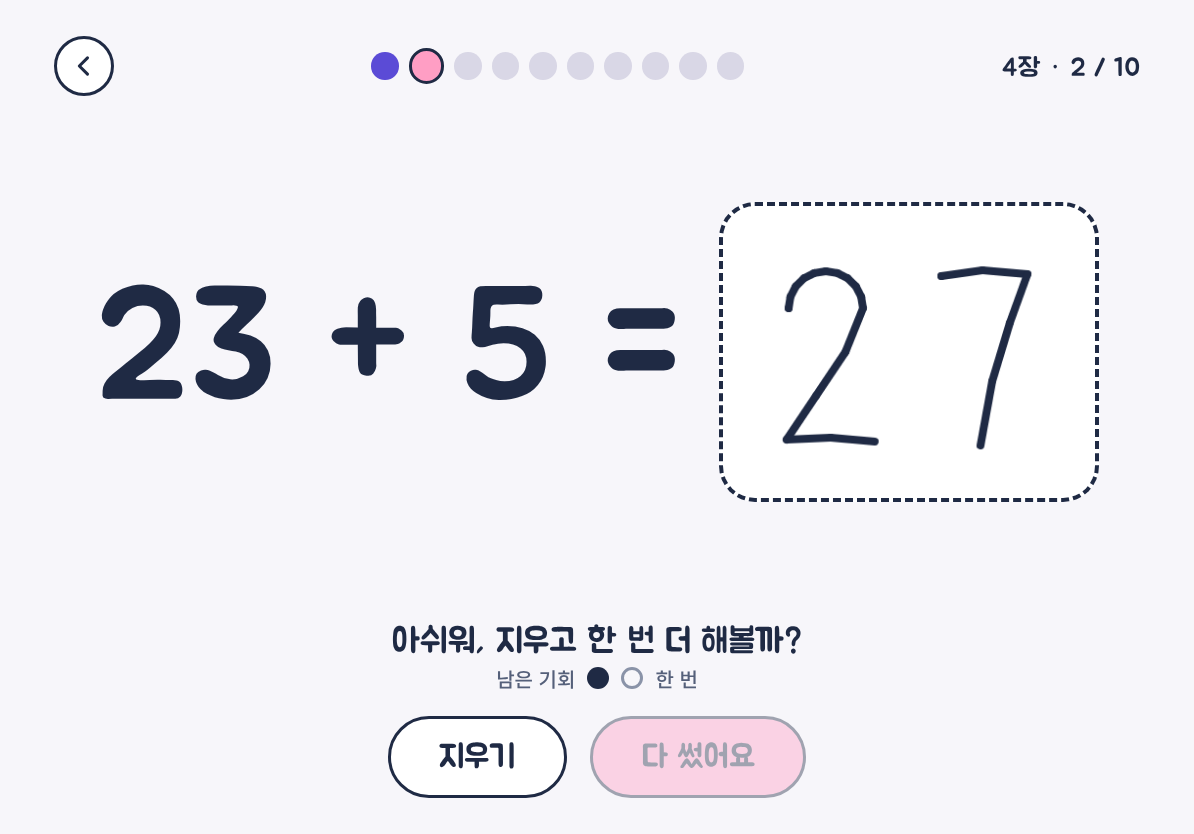 4장 · 2 / 10
23 + 5 = 27
아쉬워, 지우고 한 번 더 해볼까?
남은 기회 한 번
지우기
다 썼어요